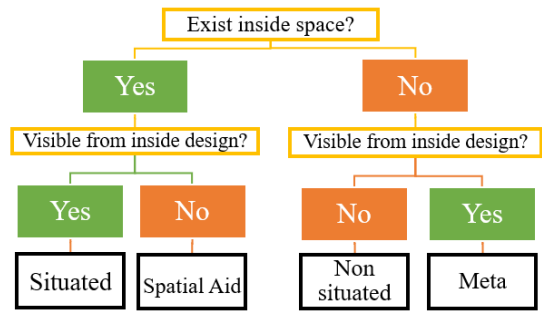 Exist inside space?
Yes
No
Visible from inside design?
Visible from inside design?
Yes
No
No
Yes
Situated
Spatial Aid
Non
situated
Meta